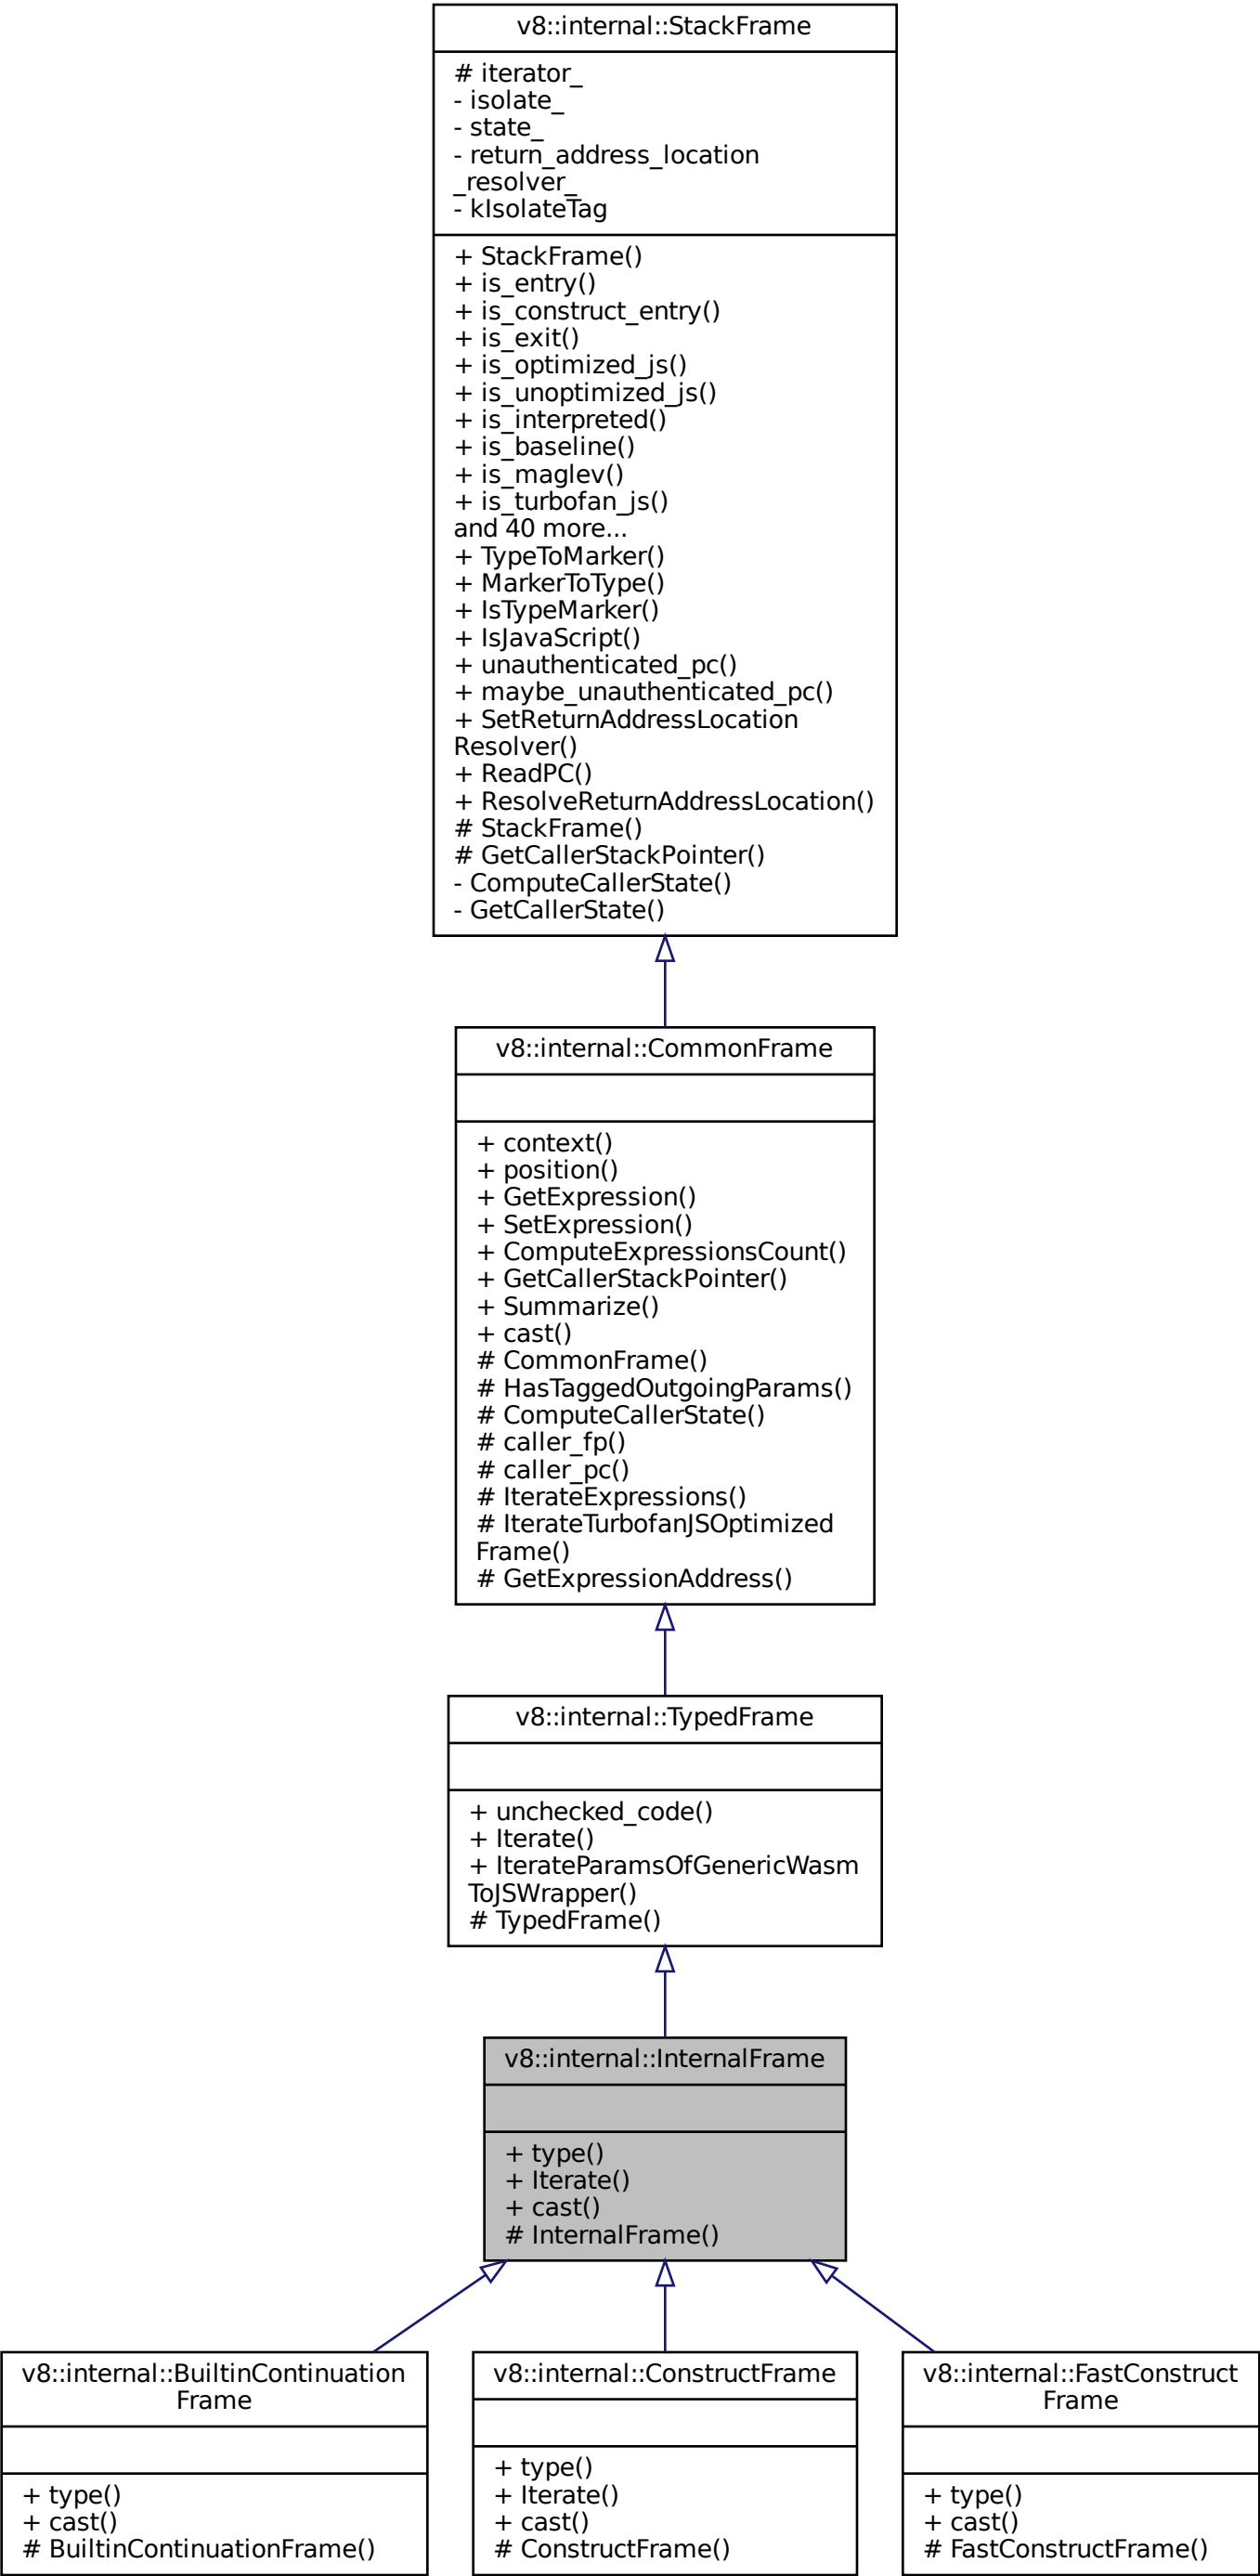 v8::internal::StackFrame
# iterator_
- isolate_
- state_
- return_address_location
_resolver_
- kIsolateTag
+ StackFrame()
+ is_entry()
+ is_construct_entry()
+ is_exit()
+ is_optimized_js()
+ is_unoptimized_js()
+ is_interpreted()
+ is_baseline()
+ is_maglev()
+ is_turbofan_js()
and 40 more...
+ TypeToMarker()
+ MarkerToType()
+ IsTypeMarker()
+ IsJavaScript()
+ unauthenticated_pc()
+ maybe_unauthenticated_pc()
+ SetReturnAddressLocation
Resolver()
+ ReadPC()
+ ResolveReturnAddressLocation()
# StackFrame()
# GetCallerStackPointer()
- ComputeCallerState()
- GetCallerState()
v8::internal::CommonFrame
+ context()
+ position()
+ GetExpression()
+ SetExpression()
+ ComputeExpressionsCount()
+ GetCallerStackPointer()
+ Summarize()
+ cast()
# CommonFrame()
# HasTaggedOutgoingParams()
# ComputeCallerState()
# caller_fp()
# caller_pc()
# IterateExpressions()
# IterateTurbofanJSOptimized
Frame()
# GetExpressionAddress()
v8::internal::TypedFrame
+ unchecked_code()
+ Iterate()
+ IterateParamsOfGenericWasm
ToJSWrapper()
# TypedFrame()
v8::internal::InternalFrame
+ type()
+ Iterate()
+ cast()
# InternalFrame()
v8::internal::BuiltinContinuation
Frame
+ type()
+ cast()
# BuiltinContinuationFrame()
v8::internal::ConstructFrame
+ type()
+ Iterate()
+ cast()
# ConstructFrame()
v8::internal::FastConstruct
Frame
+ type()
+ cast()
# FastConstructFrame()